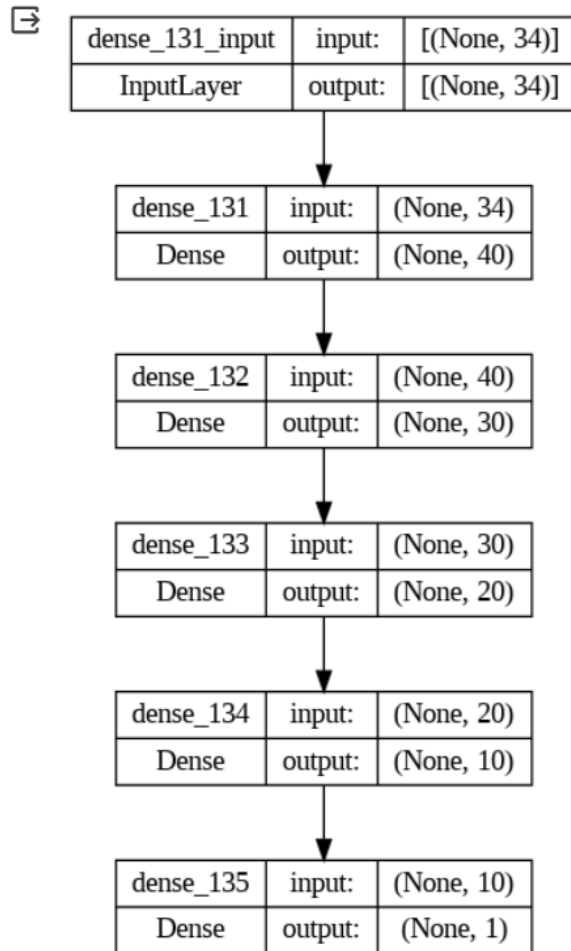 dense_131_input input: [(None, 34)]
InputLayer output: [(None, 34)]
dense_131 input: (None, 34)
Dense output: (None, 40)
dense_132 input: (None, 40)
Dense output: (None, 30)
dense_133 input: (None, 30)
Dense output: (None, 20)
dense_134 input: (None, 20)
Dense output: (None, 10)
dense_135 input: (None, 10)
Dense output: (None, 1)